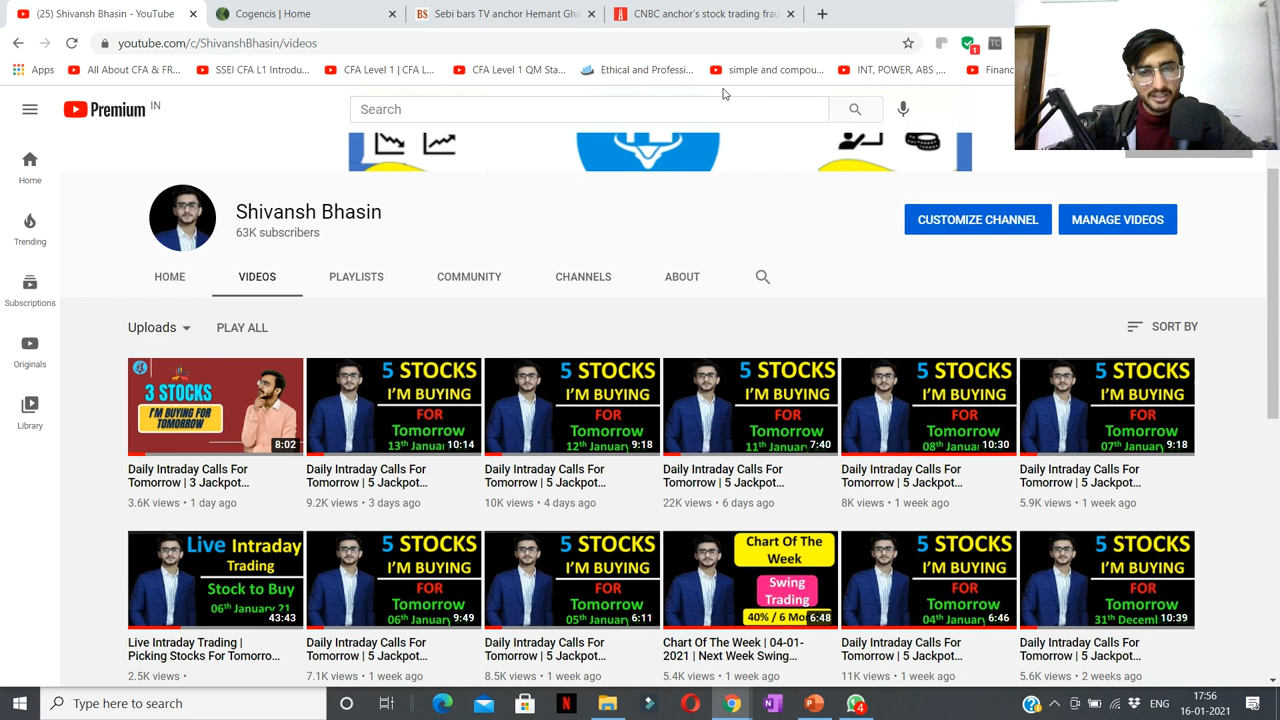 (25) Shivansh Bhasin - YouTube
Cogencis | Home
Sebi bars TV anchor Hemant Gha
CNBC anchor's stock trading frau
youtube.com/c/ShivanshBhasin/videos
Apps
All About CFA & FR...
SSEI CFA L1 Introdu...
CFA Level 1 | CFA L...
CFA Level 1 QM Sta...
Ethical and Professi...
simple and compou...
INT, POWER, ABS ,...
Financ
Premium IN
Search
Home
Trending
Subscriptions
Originals
Library
Shivansh Bhasin
63K subscribers
CUSTOMIZE CHANNEL
MANAGE VIDEOS
HOME
VIDEOS
PLAYLISTS
COMMUNITY
CHANNELS
ABOUT
Uploads
PLAY ALL
SORT BY
3 STOCKS
I'M BUYING FOR
TOMORROW
8:02
Daily Intraday Calls For
Tomorrow | 3 Jackpot...
3.6K views • 1 day ago
5 STOCKS
I'M BUYING
FOR
Tomorrow
13th January
10:14
Daily Intraday Calls For
Tomorrow | 5 Jackpot...
9.2K views • 3 days ago
5 STOCKS
I'M BUYING
FOR
Tomorrow
12th January
9:18
Daily Intraday Calls For
Tomorrow | 5 Jackpot...
10K views • 4 days ago
5 STOCKS
I'M BUYING
FOR
Tomorrow
11th January
7:40
Daily Intraday Calls For
Tomorrow | 5 Jackpot...
22K views • 6 days ago
5 STOCKS
I'M BUYING
FOR
Tomorrow
08th January
10:30
Daily Intraday Calls For
Tomorrow | 5 Jackpot...
8K views • 1 week ago
5 STOCKS
I'M BUYING
FOR
Tomorrow
07th January
9:18
Daily Intraday Calls For
Tomorrow | 5 Jackpot...
5.9K views • 1 week ago
Live Intraday
Trading
Stock to Buy
06th January 21
43:43
Live Intraday Trading |
Picking Stocks For Tomorro...
2.5K views •
5 STOCKS
I'M BUYING
FOR
Tomorrow
06th January
9:49
Daily Intraday Calls For
Tomorrow | 5 Jackpot...
7.1K views • 1 week ago
5 STOCKS
I'M BUYING
FOR
Tomorrow
05th January
6:11
Daily Intraday Calls For
Tomorrow | 5 Jackpot...
8.5K views • 1 week ago
Chart Of The
Week
Swing
Trading
40% / 6 Mo
6:48
Chart Of The Week | 04-01-
2021 | Next Week Swing...
5.4K views • 1 week ago
5 STOCKS
I'M BUYING
FOR
Tomorrow
04th January
6:46
Daily Intraday Calls For
Tomorrow | 5 Jackpot...
11K views • 1 week ago
5 STOCKS
I'M BUYING
FOR
Tomorrow
31th Deceml
10:39
Daily Intraday Calls For
Tomorrow | 5 Jackpot...
5.6K views • 2 weeks ago
Type here to search
4
ENG
17:56
16-01-2021